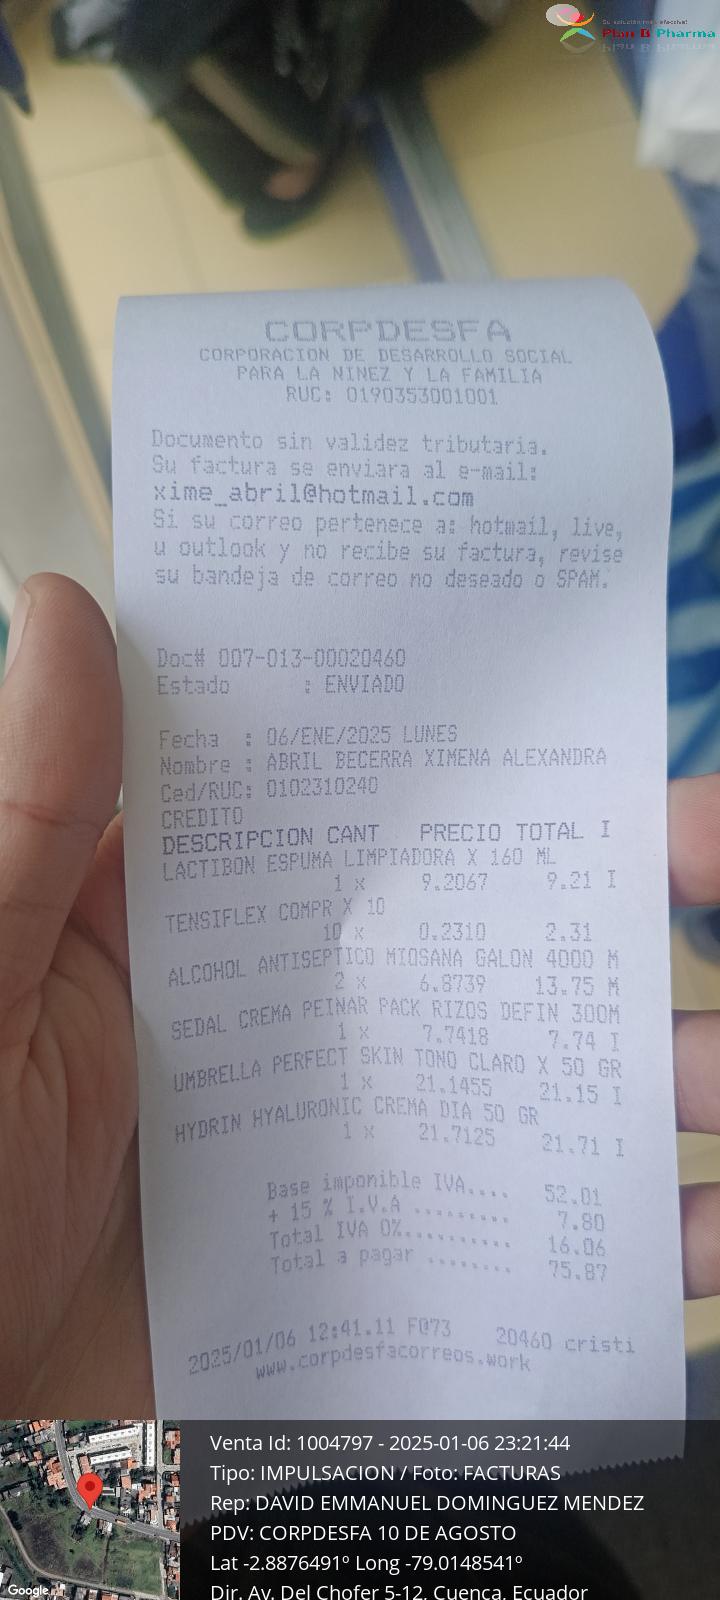 Su solución más efectiva!
Plan B Pharma
CORPDESFA
CORPORACION DE DESARROLLO SOCIAL
PARA LA NINEZ Y LA FAMILIA
RUC: 0190353001001
Documento sin validez tributaria.
Su factura se enviara al e-mail:
xime_abril@hotmail.com
Si su correo pertenece a: hotmail, live,
u outlook y no recibe su factura, revise
su bandeja de correo no deseado o SPAM.
Doc# 007-013-00020460
Estado : ENVIADO
Fecha : 06/ENE/2025 LUNES
Nombre : ABRIL BECERRA XIMENA ALEXANDRA
Ced/RUC: 0102310240
CREDITO
DESCRIPCION CANT PRECIO TOTAL I
LACTIBON ESPUMA LIMPIADORA X 160 ML
1 x 9.2067 9.21 I
TENSIFLEX COMPR X 10
10 x 0.2310 2.31
ALCOHOL ANTISEPTICO MIOSANA GALON 4000 M
2 x 6.8739 13.75 M
SEDAL CREMA PEINAR PACK RIZOS DEFIN 300M
1 x 7.7418 7.74 I
UMBRELLA PERFECT SKIN TONO CLARO X 50 GR
1 x 21.1455 21.15 I
HYDRIN HYALURONIC CREMA DIA 50 GR
1 x 21.7125 21.71 I
Base imponible IVA.... 52.01
+ 15 % I.V.A ......... 7.80
Total IVA 0%.......... 16.06
Total a pagar ........ 75.87
2025/01/06 12:41.11 F@73 20460 cristi
www.corpdesfacorreos.work
Venta Id: 1004797 - 2025-01-06 23:21:44
Tipo: IMPULSACION / Foto: FACTURAS
Rep: DAVID EMMANUEL DOMINGUEZ MENDEZ
PDV: CORPDESFA 10 DE AGOSTO
Lat -2.8876491º Long -79.0148541º
Dir. Av. Del Chofer 5-12, Cuenca, Ecuador
Google